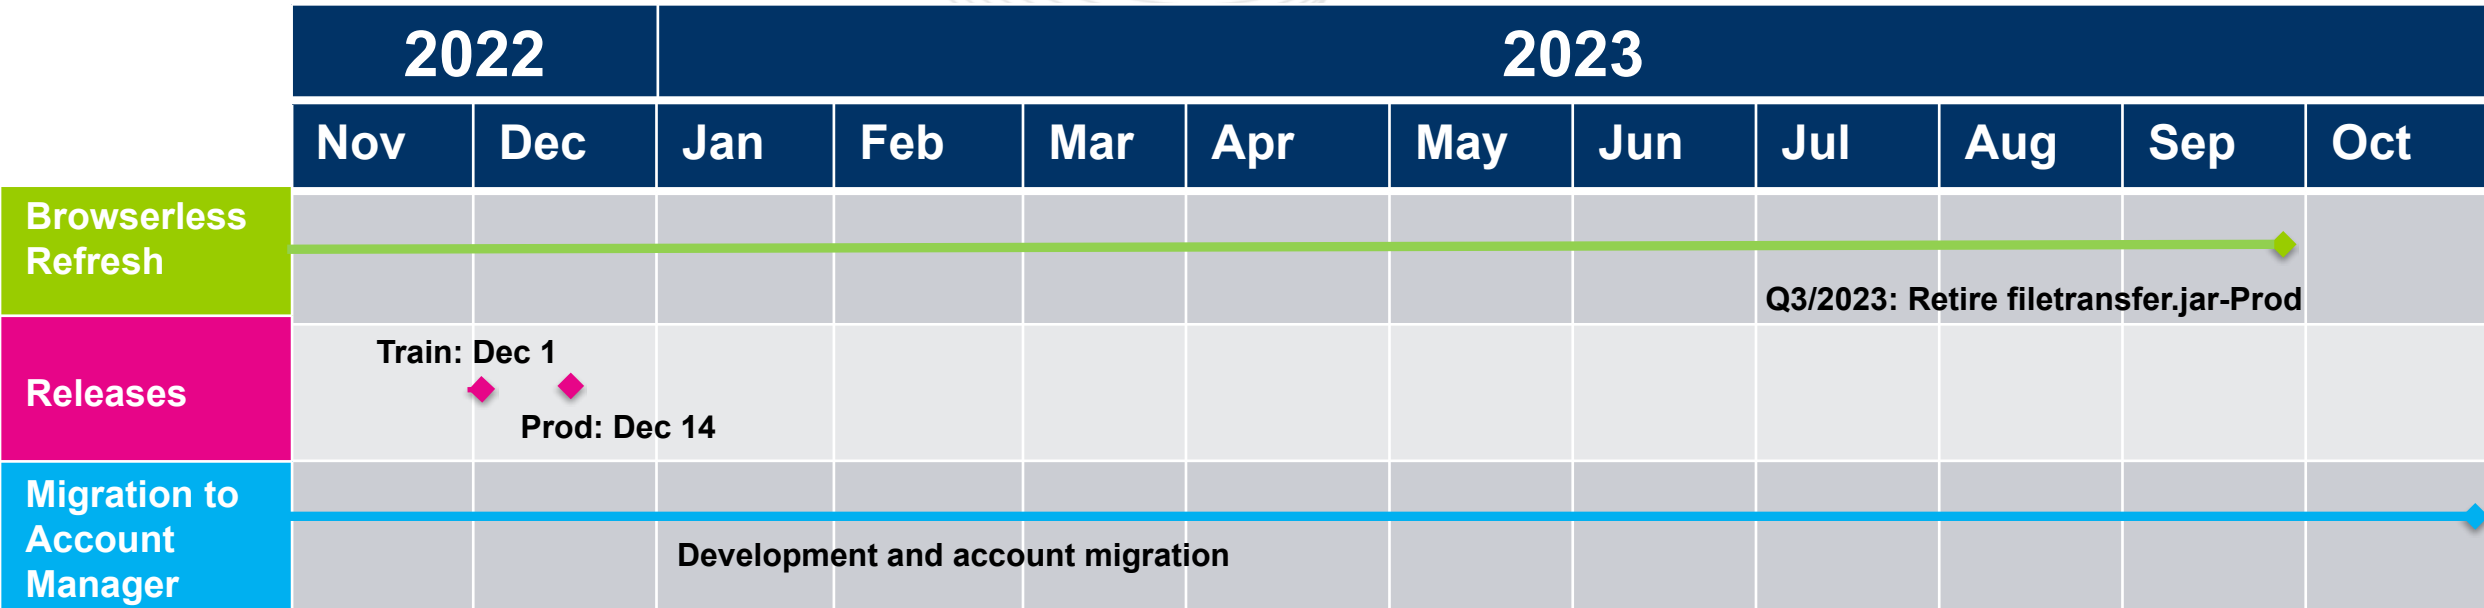 2022 2023
Nov Dec Jan Feb Mar Apr May Jun Jul Aug Sep Oct
Browserless
Refresh
Q3/2023: Retire filetransfer.jar-Prod
Releases
Train: Dec 1
Prod: Dec 14
Migration to
Account
Manager
Development and account migration